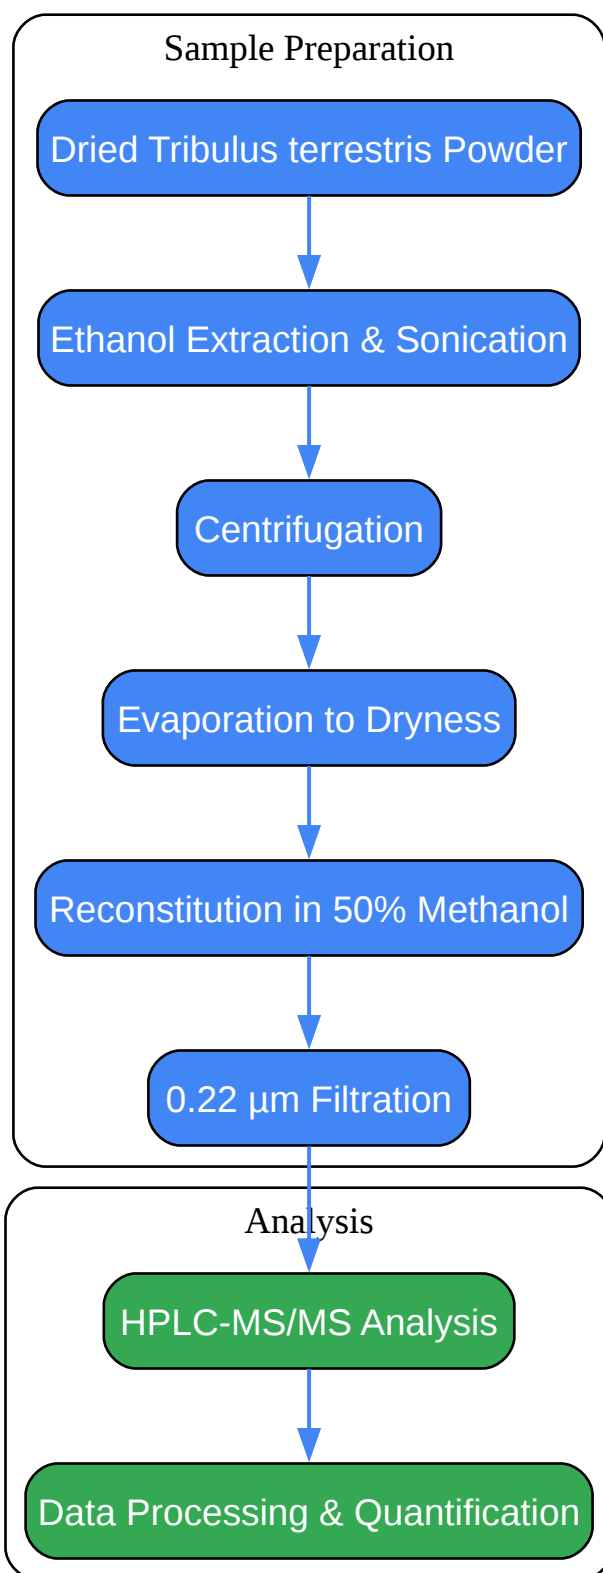 Sample Preparation
Dried Tribulus terrestris Powder
Ethanol Extraction & Sonication
Centrifugation
Evaporation to Dryness
Reconstitution in 50% Methanol
0.22 µm Filtration
Analysis
HPLC-MS/MS Analysis
Data Processing & Quantification